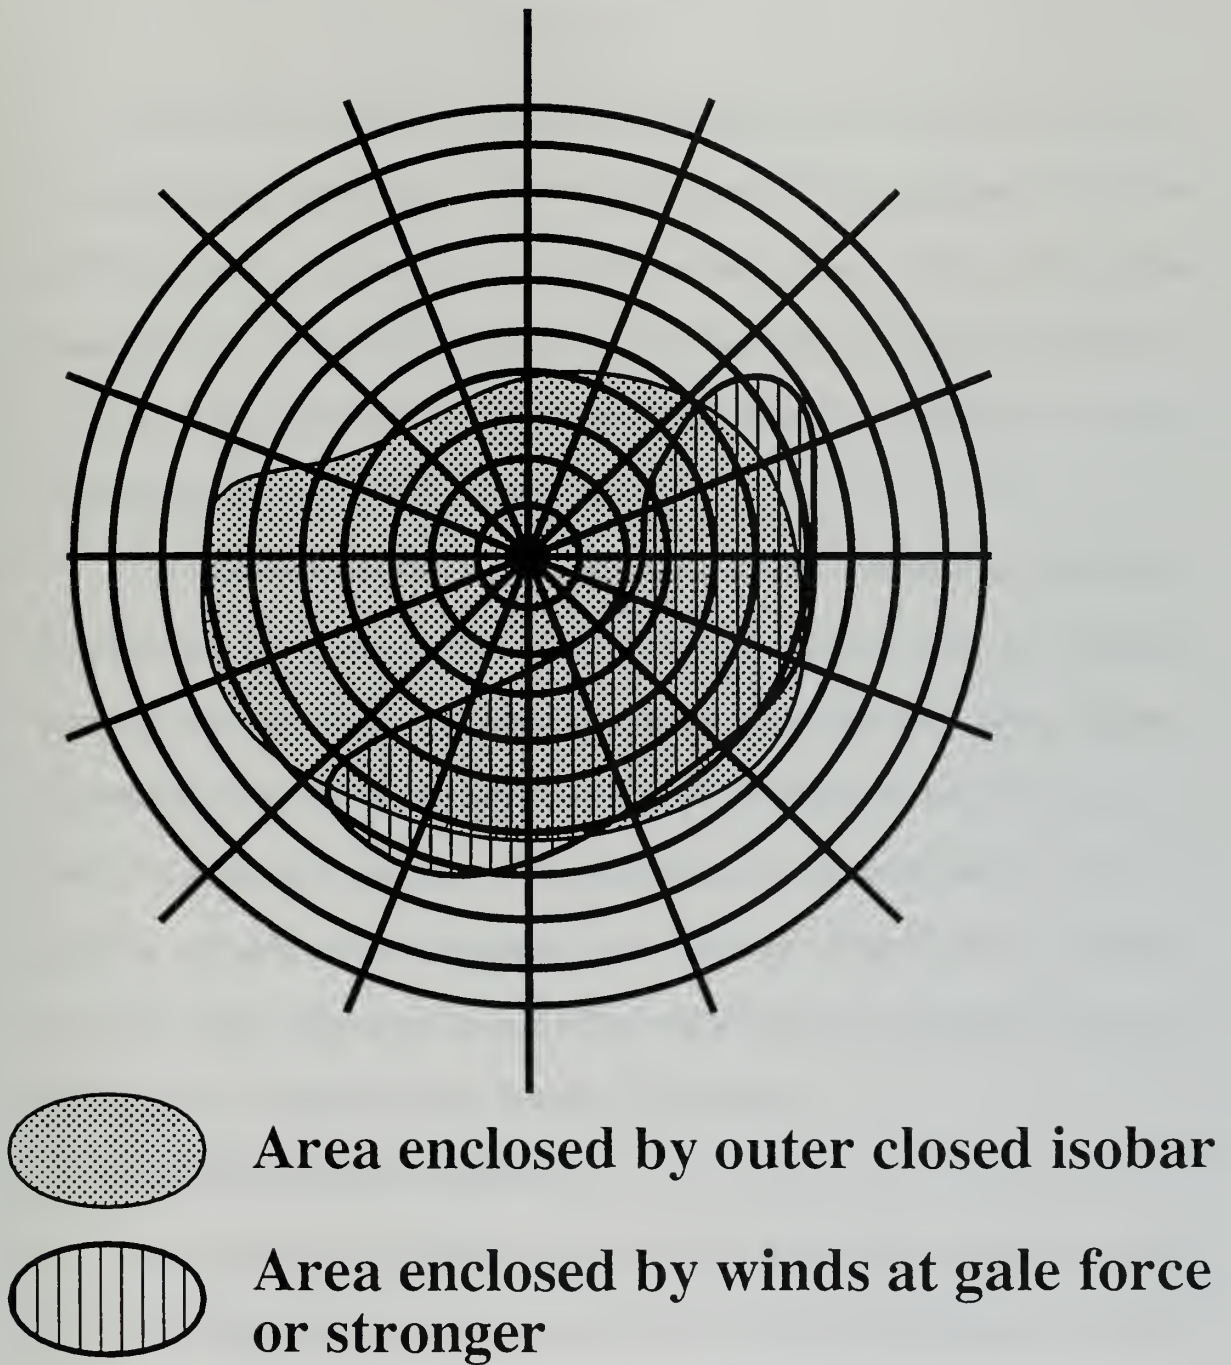 Area enclosed by outer closed isobar
Area enclosed by winds at gale force
or stronger